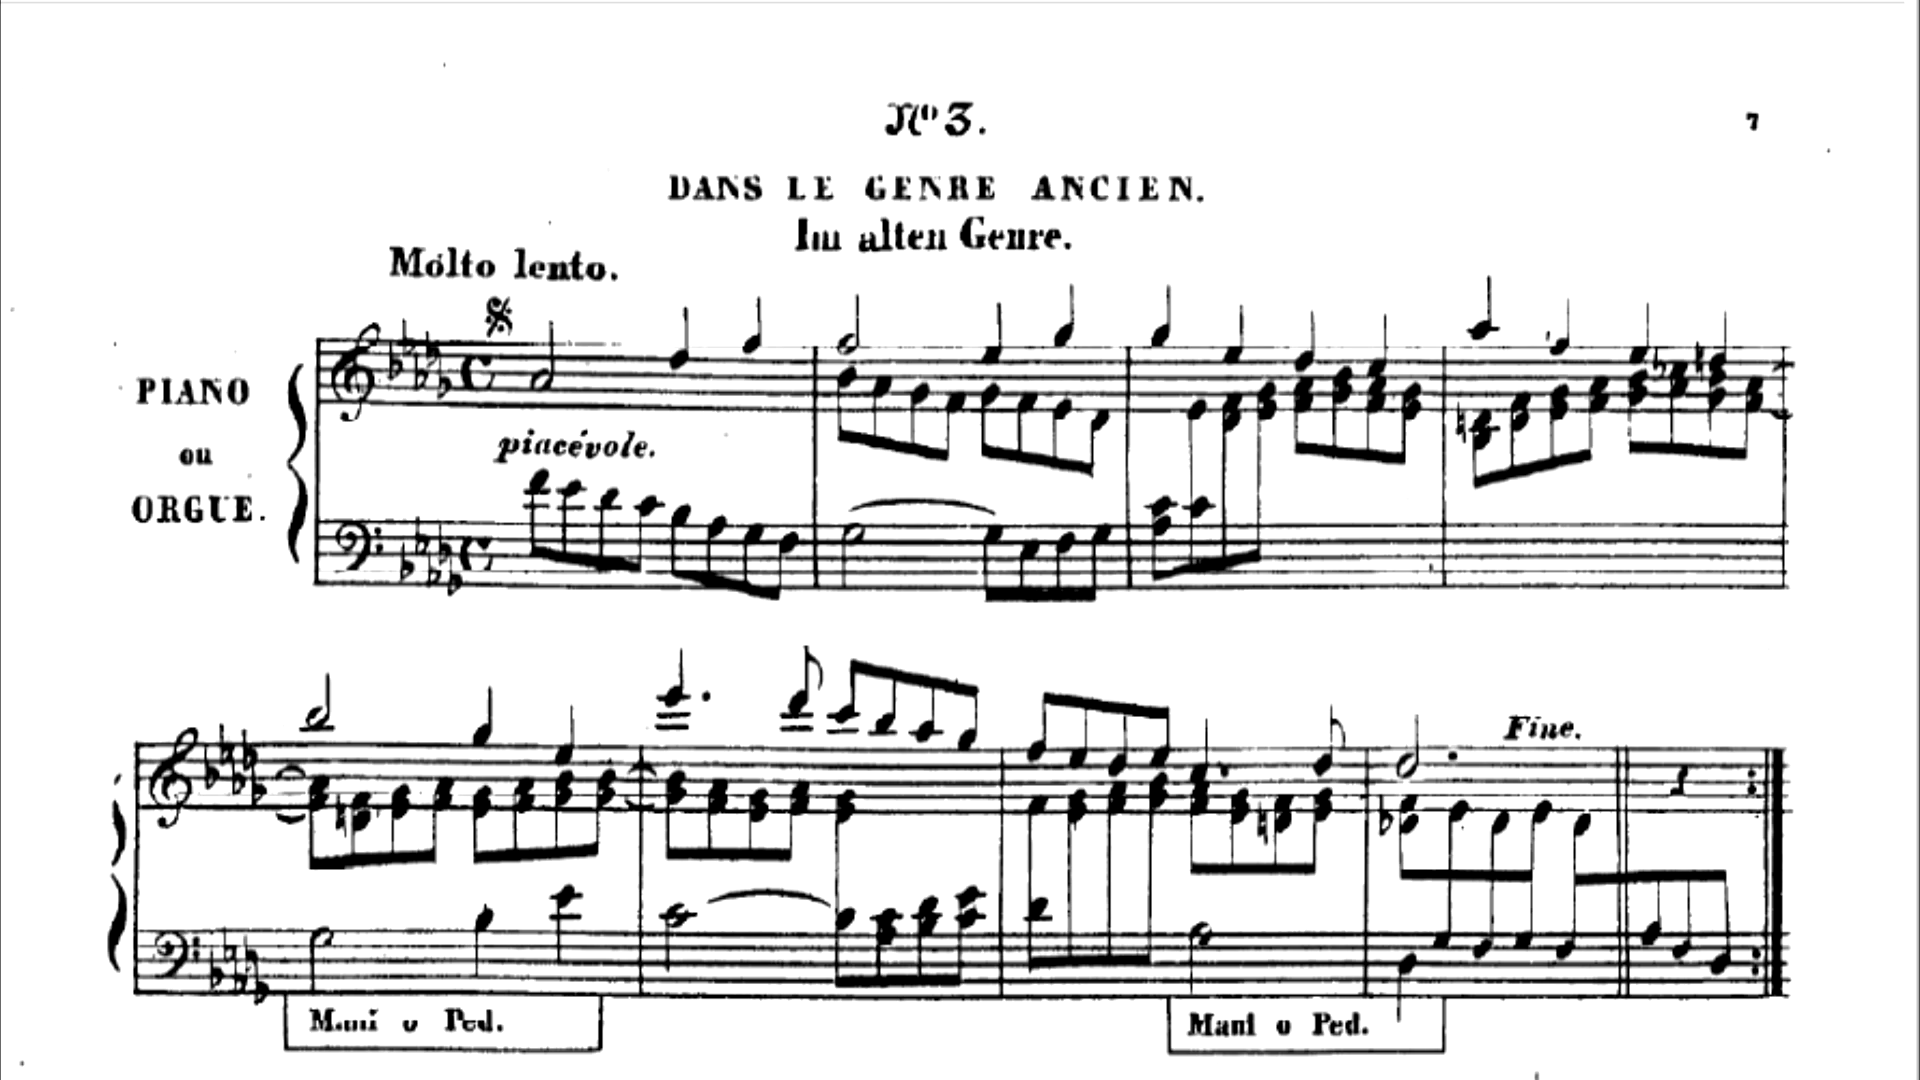 Nº 3.
7
DANS LE GENRE ANCIEN.
Im alten Genre.
Molto lento.
PIANO
ou
ORGUE.
piacévole.
Fine.
Mani o Ped.
Mani o Ped.